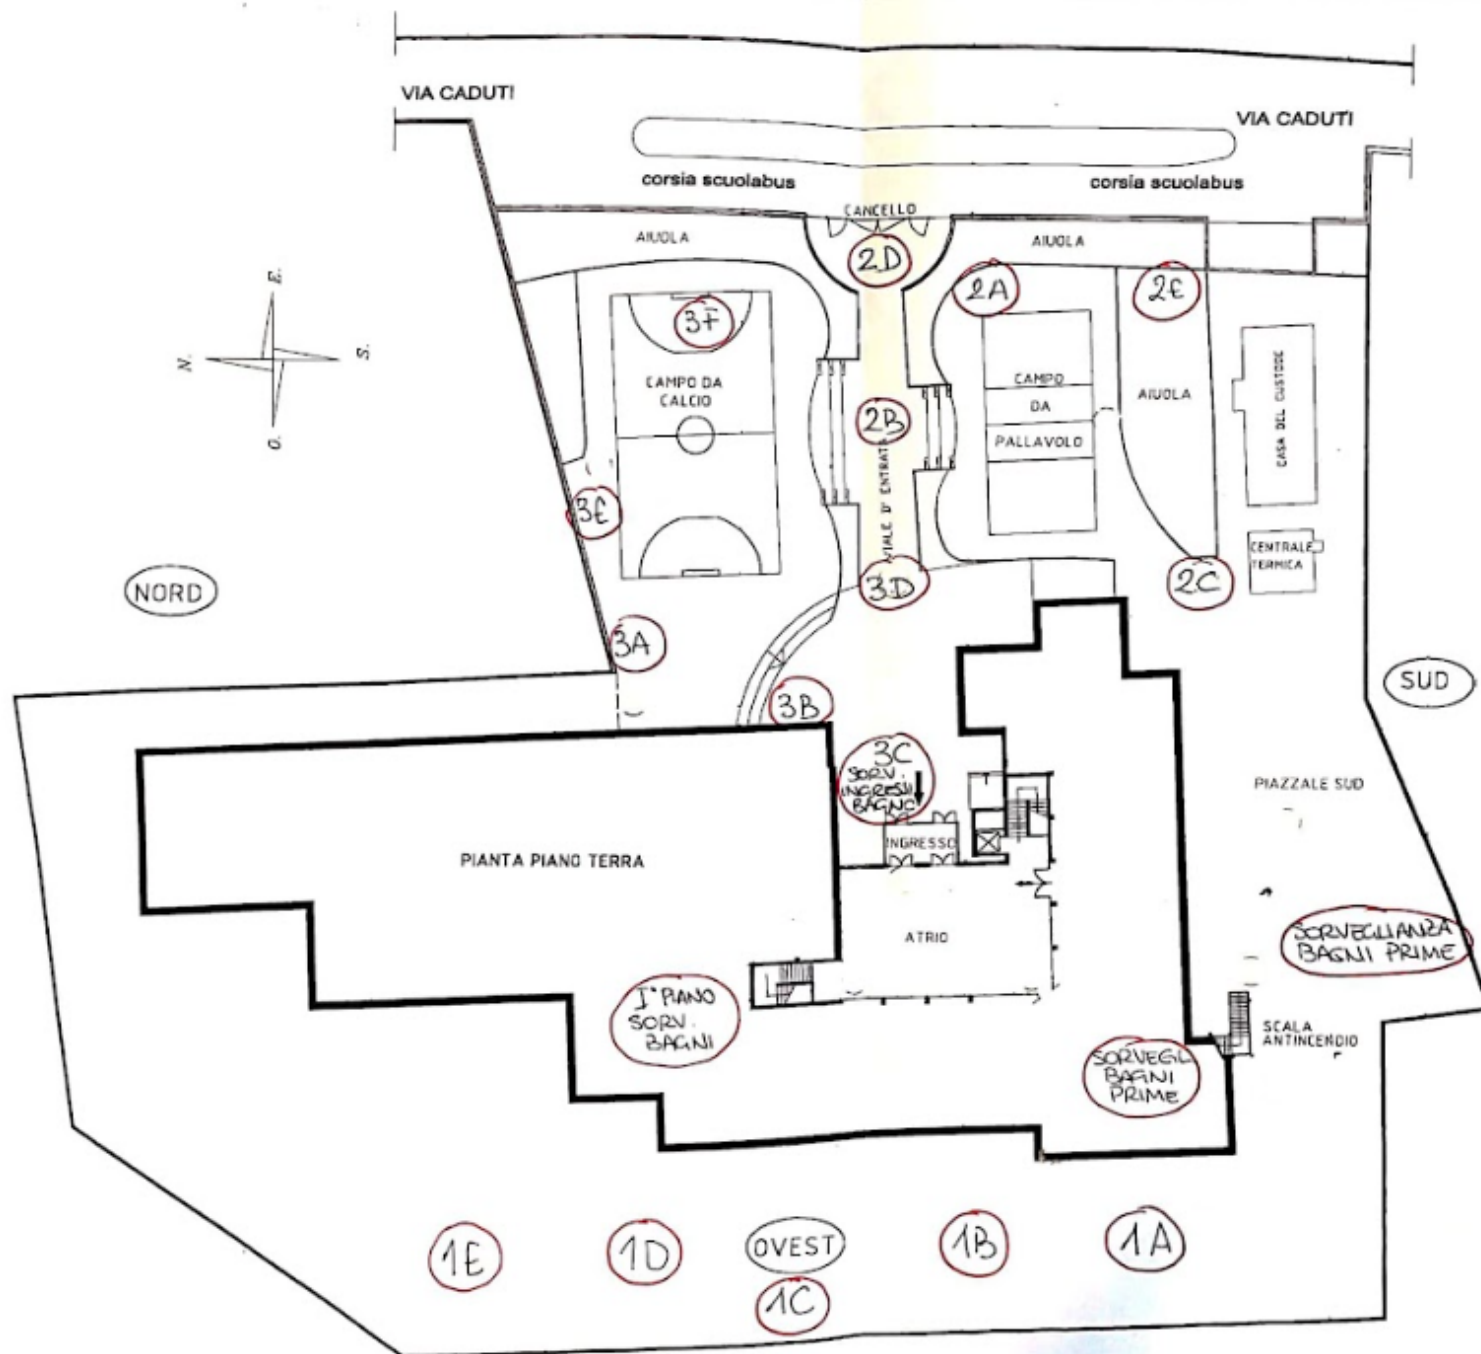 VIA CADUTI
VIA CADUTI
corsia scuolabus
corsia scuolabus
CANCELLO
AIUOLA
AIUOLA
2D
2A
2E
E.
N.
S.
O.
3F
CAMPO DA
CALCIO
CAMPO
DA
PALLAVOLO
AIUOLA
CASA DEL CUSTODE
2B
VIALE D'ENTRATA
3E
CENTRALE
TERMICA
NORD
3D
2C
3A
SUD
3B
3C
SORV.
INGRESSI
BAGNO
PIAZZALE SUD
INGRESSO
PIANTA PIANO TERRA
ATRIO
SORVEGLIANZA
BAGNI PRIME
I° PIANO
SORV.
BAGNI
SCALA
ANTINCENDIO
SORVEGL
BAGNI
PRIME
1E
1D
OVEST
1B
1A
1C